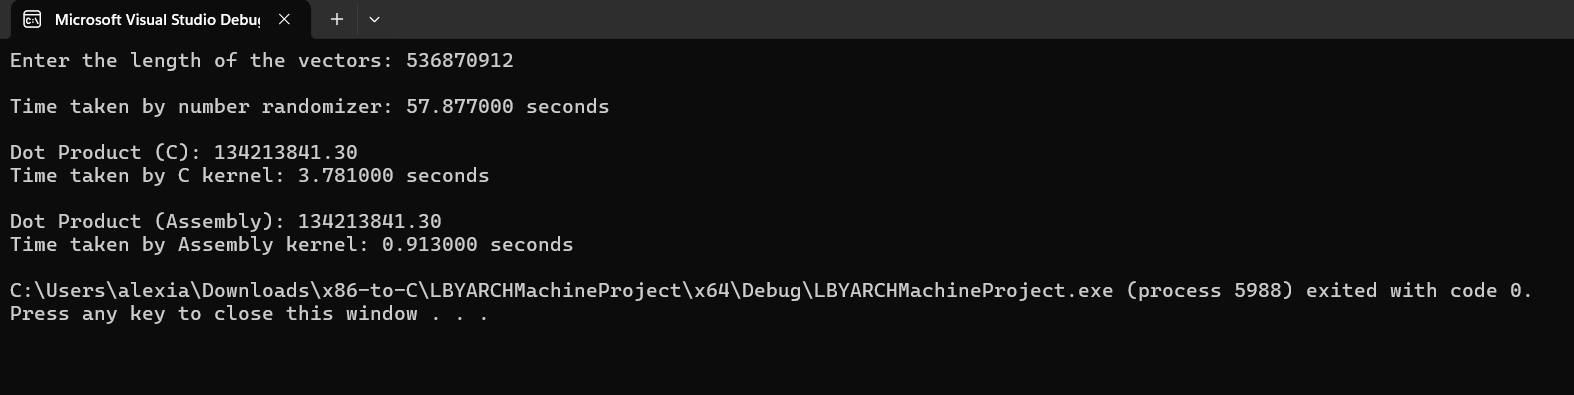 Microsoft Visual Studio Debug
Enter the length of the vectors: 536870912
Time taken by number randomizer: 57.877000 seconds
Dot Product (C): 134213841.30
Time taken by C kernel: 3.781000 seconds
Dot Product (Assembly): 134213841.30
Time taken by Assembly kernel: 0.913000 seconds
C:\Users\alexia\Downloads\x86-to-C\LBYARCHMachineProject\x64\Debug\LBYARCHMachineProject.exe (process 5988) exited with code 0.
Press any key to close this window . . .